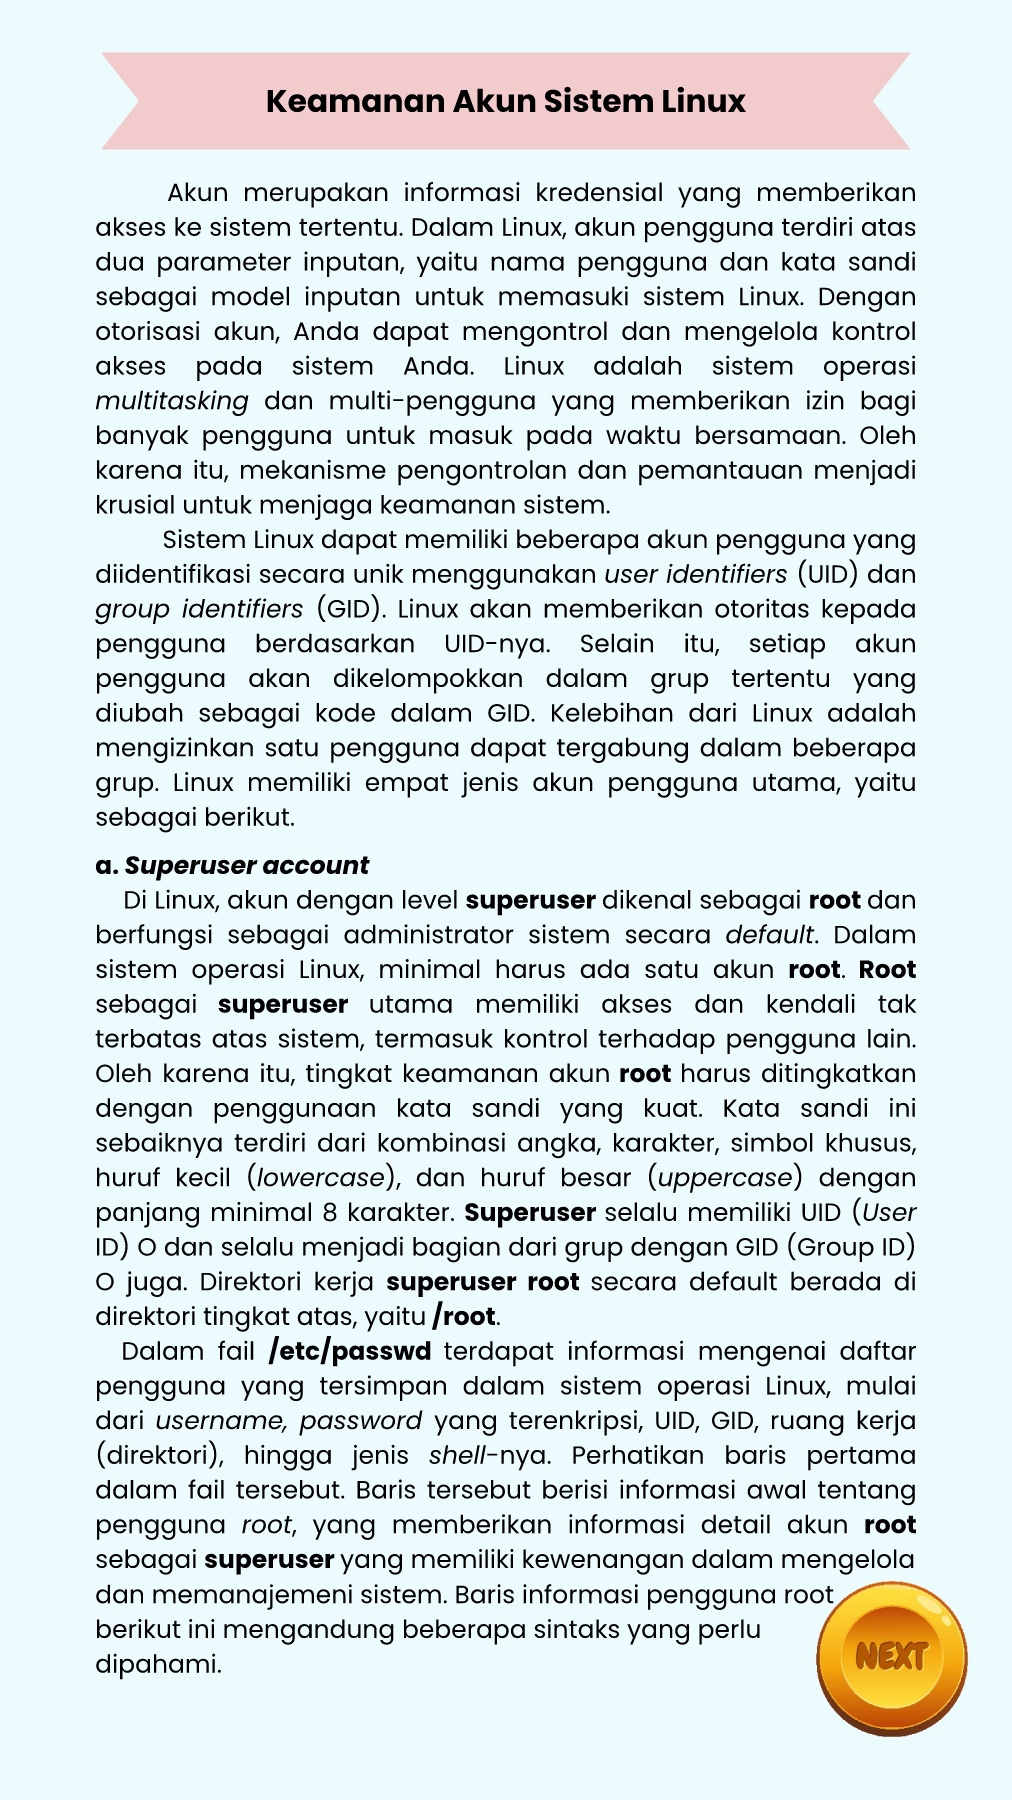 Keamanan Akun Sistem Linux
Akun merupakan informasi kredensial yang memberikan
akses ke sistem tertentu. Dalam Linux, akun pengguna terdiri atas
dua parameter inputan, yaitu nama pengguna dan kata sandi
sebagai model inputan untuk memasuki sistem Linux. Dengan
otorisasi akun, Anda dapat mengontrol dan mengelola kontrol
akses pada sistem Anda. Linux adalah sistem operasi
multitasking dan multi-pengguna yang memberikan izin bagi
banyak pengguna untuk masuk pada waktu bersamaan. Oleh
karena itu, mekanisme pengontrolan dan pemantauan menjadi
krusial untuk menjaga keamanan sistem.
Sistem Linux dapat memiliki beberapa akun pengguna yang
diidentifikasi secara unik menggunakan user identifiers (UID) dan
group identifiers (GID). Linux akan memberikan otoritas kepada
pengguna berdasarkan UID-nya. Selain itu, setiap akun
pengguna akan dikelompokkan dalam grup tertentu yang
diubah sebagai kode dalam GID. Kelebihan dari Linux adalah
mengizinkan satu pengguna dapat tergabung dalam beberapa
grup. Linux memiliki empat jenis akun pengguna utama, yaitu
sebagai berikut.
a. Superuser account
Di Linux, akun dengan level superuser dikenal sebagai root dan
berfungsi sebagai administrator sistem secara default. Dalam
sistem operasi Linux, minimal harus ada satu akun root. Root
sebagai superuser utama memiliki akses dan kendali tak
terbatas atas sistem, termasuk kontrol terhadap pengguna lain.
Oleh karena itu, tingkat keamanan akun root harus ditingkatkan
dengan penggunaan kata sandi yang kuat. Kata sandi ini
sebaiknya terdiri dari kombinasi angka, karakter, simbol khusus,
huruf kecil (lowercase), dan huruf besar (uppercase) dengan
panjang minimal 8 karakter. Superuser selalu memiliki UID (User
ID) O dan selalu menjadi bagian dari grup dengan GID (Group ID)
O juga. Direktori kerja superuser root secara default berada di
direktori tingkat atas, yaitu /root.
Dalam fail /etc/passwd terdapat informasi mengenai daftar
pengguna yang tersimpan dalam sistem operasi Linux, mulai
dari username, password yang terenkripsi, UID, GID, ruang kerja
(direktori), hingga jenis shell-nya. Perhatikan baris pertama
dalam fail tersebut. Baris tersebut berisi informasi awal tentang
pengguna root, yang memberikan informasi detail akun root
sebagai superuser yang memiliki kewenangan dalam mengelola
dan memanajemeni sistem. Baris informasi pengguna root
berikut ini mengandung beberapa sintaks yang perlu
dipahami.
NEXT